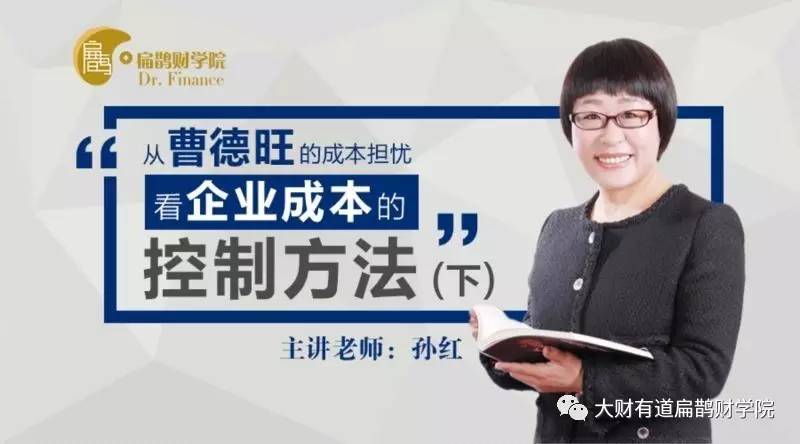 扁鹊财学院
Dr. Finance
“从曹德旺的成本担忧
看企业成本的
控制方法”(下)
主讲老师：孙红
大财有道扁鹊财学院